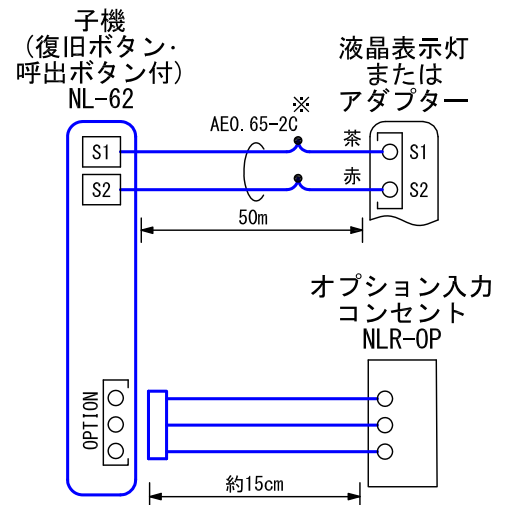 子機
(復旧ボタン･
呼出ボタン付)
NL-62
液晶表示灯
または
アダプター
※
AE0.65-2C
茶
S1
S1
赤
S2
S2
50m
オプション入力
コンセント
NLR-OP
OPTION
約15cm